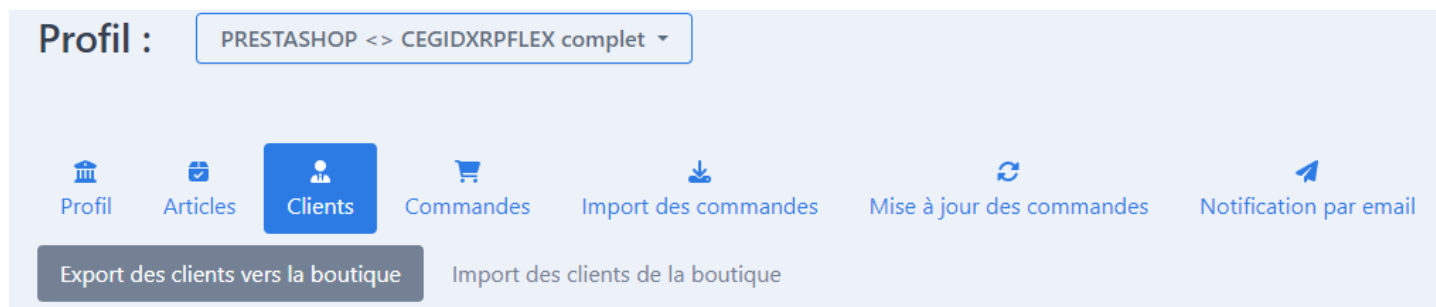 Profil : PRESTASHOP <> CEGIDXRPFLEX complet
Profil Articles Clients Commandes Import des commandes Mise à jour des commandes Notification par email
Export des clients vers la boutique Import des clients de la boutique